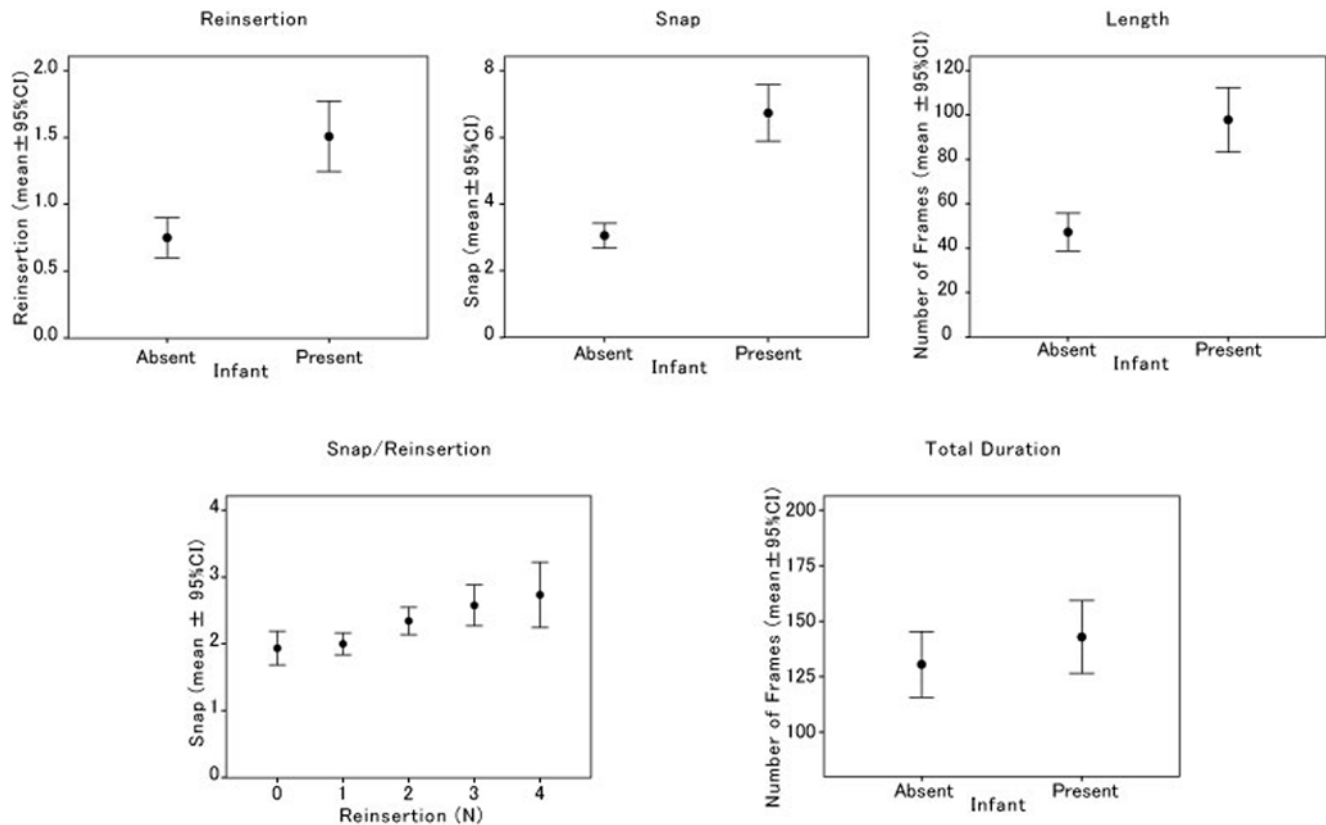 Reinsertion
Reinsertion (mean±95%CI)
2.0
1.5
1.0
0.5
0.0
Absent Present
Infant
Snap
Snap (mean±95%CI)
8
6
4
2
0
Absent Present
Infant
Length
Number of Frames (mean ±95%CI)
120
100
80
60
40
20
0
Absent Present
Infant
Snap/Reinsertion
Snap (mean ± 95%CI)
4
3
2
1
0
0 1 2 3 4
Reinsertion (N)
Total Duration
Number of Frames (mean±95%CI)
200
175
150
125
100
Absent Present
Infant